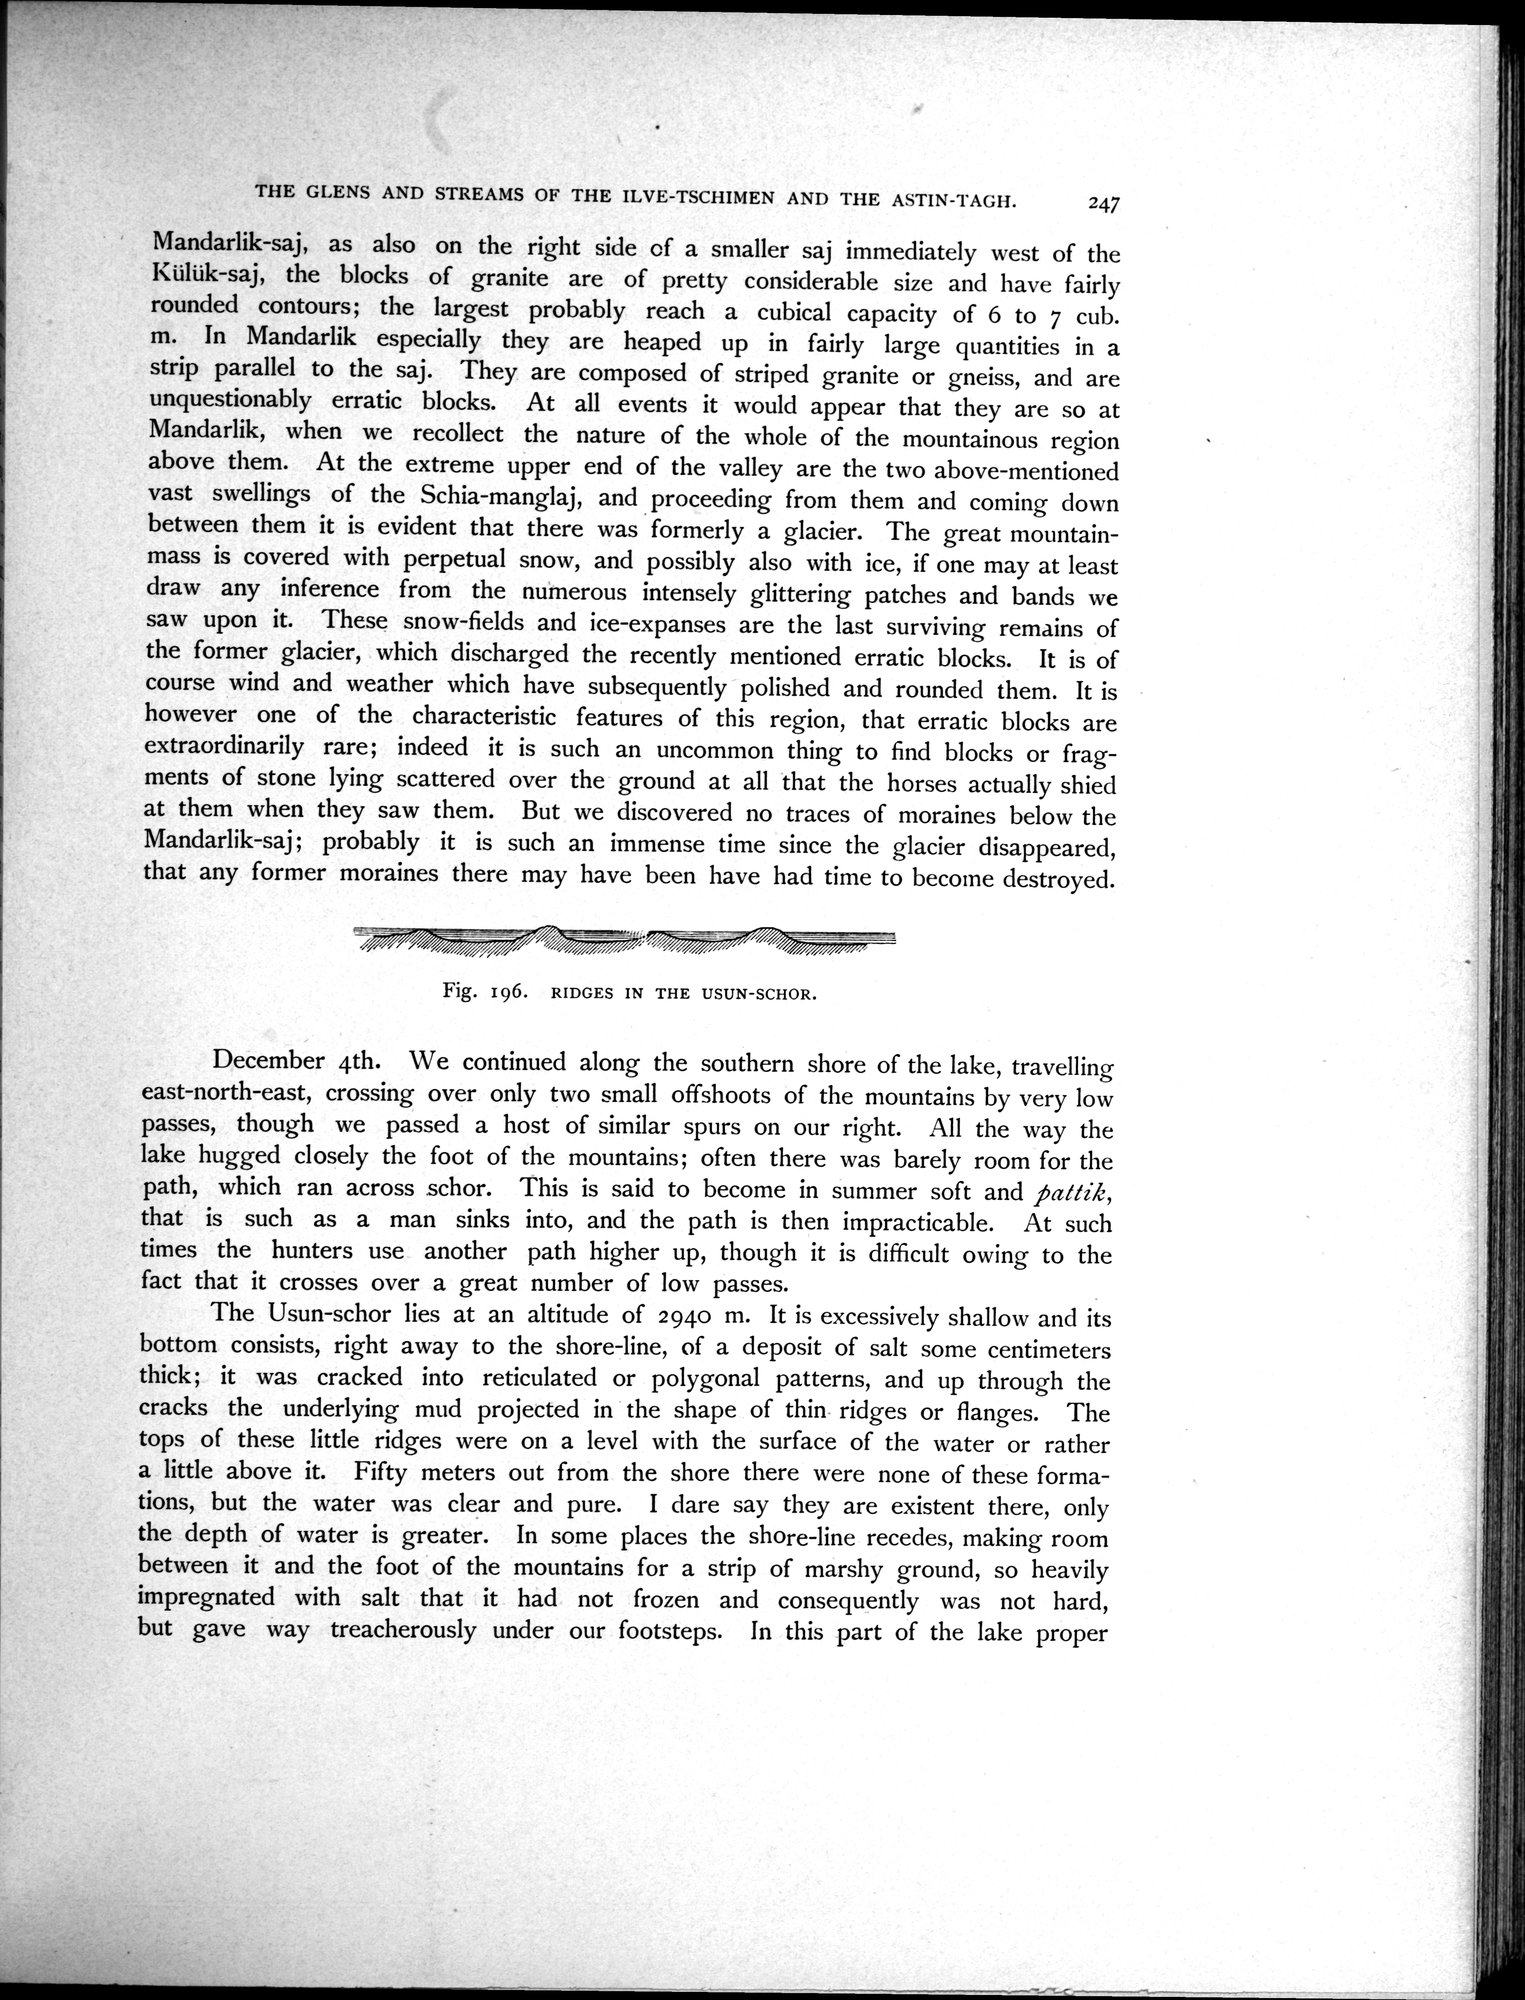 THE GLENS AND STREAMS OF THE ILVE-TSCHIMEN AND THE ASTIN-TAGH. 247
Mandarlik-saj, as also on the right side of a smaller saj immediately west of the
Külük-saj, the blocks of granite are of pretty considerable size and have fairly
rounded contours; the largest probably reach a cubical capacity of 6 to 7 cub.
m. In Mandarlik especially they are heaped up in fairly large quantities in a
strip parallel to the saj. They are composed of striped granite or gneiss, and are
unquestionably erratic blocks. At all events it would appear that they are so at
Mandarlik, when we recollect the nature of the whole of the mountainous region
above them. At the extreme upper end of the valley are the two above-mentioned
vast swellings of the Schia-manglaj, and proceeding from them and coming down
between them it is evident that there was formerly a glacier. The great mountain-
mass is covered with perpetual snow, and possibly also with ice, if one may at least
draw any inference from the numerous intensely glittering patches and bands we
saw upon it. These snow-fields and ice-expanses are the last surviving remains of
the former glacier, which discharged the recently mentioned erratic blocks. It is of
course wind and weather which have subsequently polished and rounded them. It is
however one of the characteristic features of this region, that erratic blocks are
extraordinarily rare; indeed it is such an uncommon thing to find blocks or frag-
ments of stone lying scattered over the ground at all that the horses actually shied
at them when they saw them. But we discovered no traces of moraines below the
Mandarlik-saj; probably it is such an immense time since the glacier disappeared,
that any former moraines there may have been have had time to become destroyed.
Fig. 196. RIDGES IN THE USUN-SCHOR.
December 4th. We continued along the southern shore of the lake, travelling
east-north-east, crossing over only two small offshoots of the mountains by very low
passes, though we passed a host of similar spurs on our right. All the way the
lake hugged closely the foot of the mountains; often there was barely room for the
path, which ran across schor. This is said to become in summer soft and pattik,
that is such as a man sinks into, and the path is then impracticable. At such
times the hunters use another path higher up, though it is difficult owing to the
fact that it crosses over a great number of low passes.
The Usun-schor lies at an altitude of 2940 m. It is excessively shallow and its
bottom consists, right away to the shore-line, of a deposit of salt some centimeters
thick; it was cracked into reticulated or polygonal patterns, and up through the
cracks the underlying mud projected in the shape of thin ridges or flanges. The
tops of these little ridges were on a level with the surface of the water or rather
a little above it. Fifty meters out from the shore there were none of these forma-
tions, but the water was clear and pure. I dare say they are existent there, only
the depth of water is greater. In some places the shore-line recedes, making room
between it and the foot of the mountains for a strip of marshy ground, so heavily
impregnated with salt that it had not frozen and consequently was not hard,
but gave way treacherously under our footsteps. In this part of the lake proper